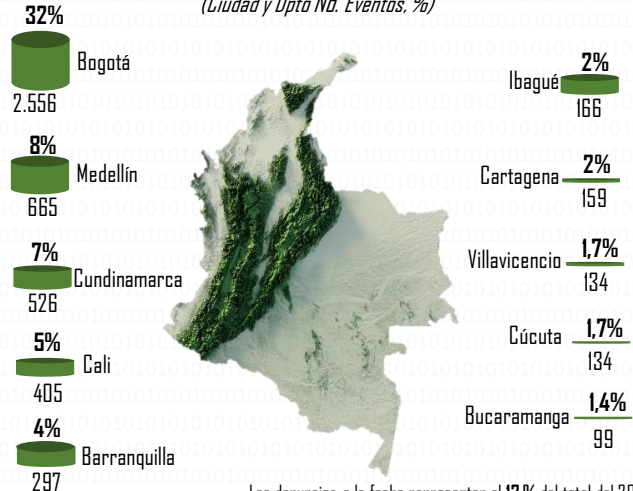 (Ciudad y Dpto No. Eventos, %)
32%
Bogotá
2.556
8%
Medellín
665
7%
Cundinamarca
526
5%
Cali
405
4%
Barranquilla
297
2%
Ibagué
166
2%
Cartagena
159
1,7%
Villavicencio
134
1,7%
Cúcuta
134
1,4%
Bucaramanga
99